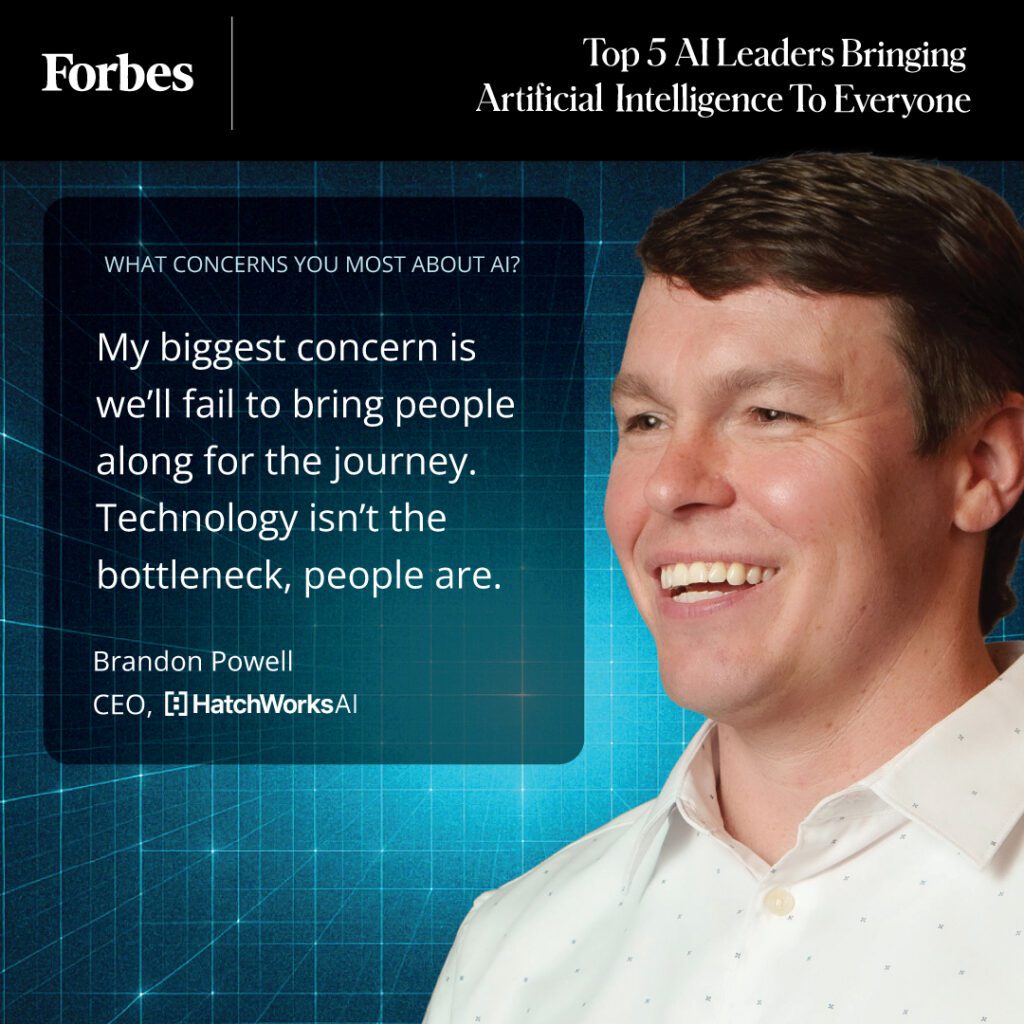 Forbes
Top 5 AI Leaders Bringing
Artificial Intelligence To Everyone
WHAT CONCERNS YOU MOST ABOUT AI?
My biggest concern is
we’ll fail to bring people
along for the journey.
Technology isn’t the
bottleneck, people are.
Brandon Powell
CEO, HatchWorksAI